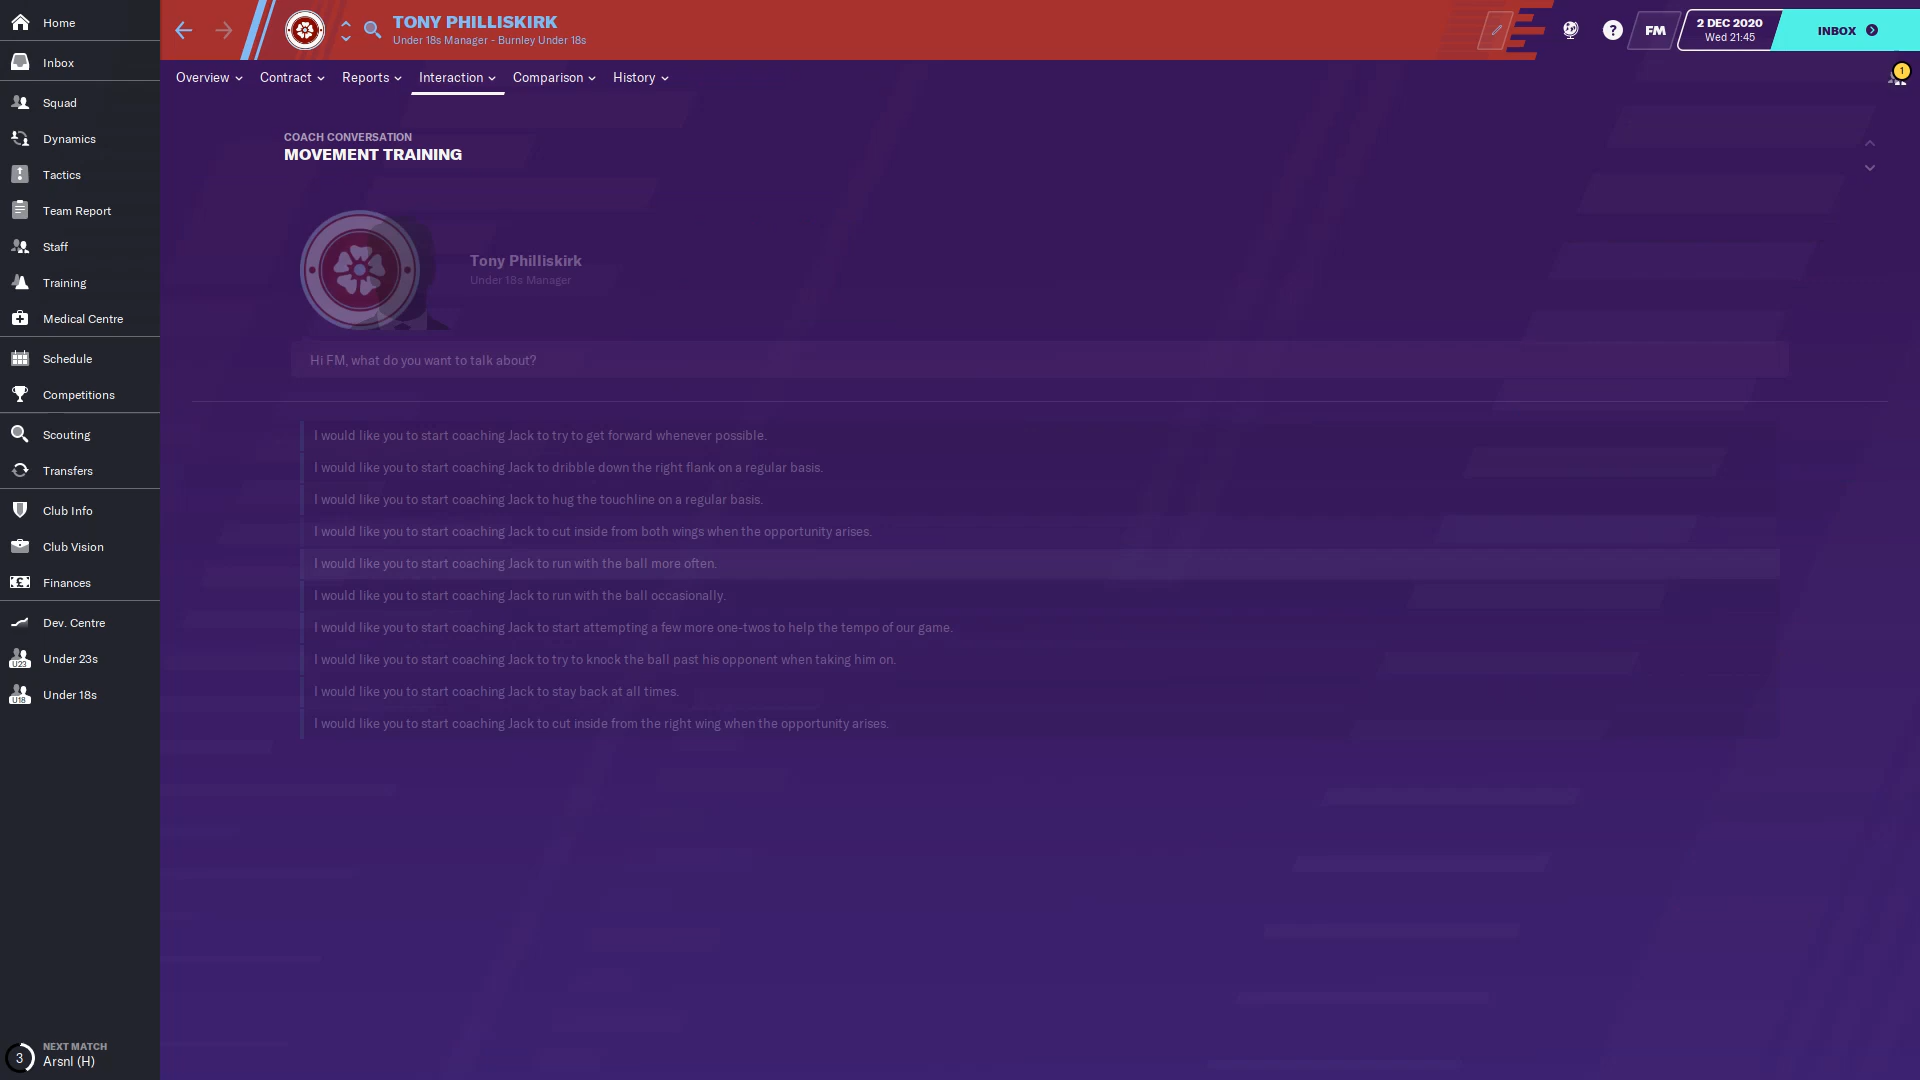 Home
Inbox
Squad
Dynamics
Tactics
Team Report
Staff
Training
Medical Centre
Schedule
Competitions
Scouting
Transfers
Club Info
Club Vision
Finances
Dev. Centre
U23
Under 23s
U18
Under 18s
3
NEXT MATCH
Arsnl (H)
TONY PHILLISKIRK
Under 18s Manager - Burnley Under 18s
?
FM
2 DEC 2020
Wed 21:45
INBOX
1
Overview
Contract
Reports
Interaction
Comparison
History
COACH CONVERSATION
MOVEMENT TRAINING
Tony Philliskirk
Under 18s Manager
Hi FM, what do you want to talk about?
I would like you to start coaching Jack to try to get forward whenever possible.
I would like you to start coaching Jack to dribble down the right flank on a regular basis.
I would like you to start coaching Jack to hug the touchline on a regular basis.
I would like you to start coaching Jack to cut inside from both wings when the opportunity arises.
I would like you to start coaching Jack to run with the ball more often.
I would like you to start coaching Jack to run with the ball occasionally.
I would like you to start coaching Jack to start attempting a few more one-twos to help the tempo of our game.
I would like you to start coaching Jack to try to knock the ball past his opponent when taking him on.
I would like you to start coaching Jack to stay back at all times.
I would like you to start coaching Jack to cut inside from the right wing when the opportunity arises.